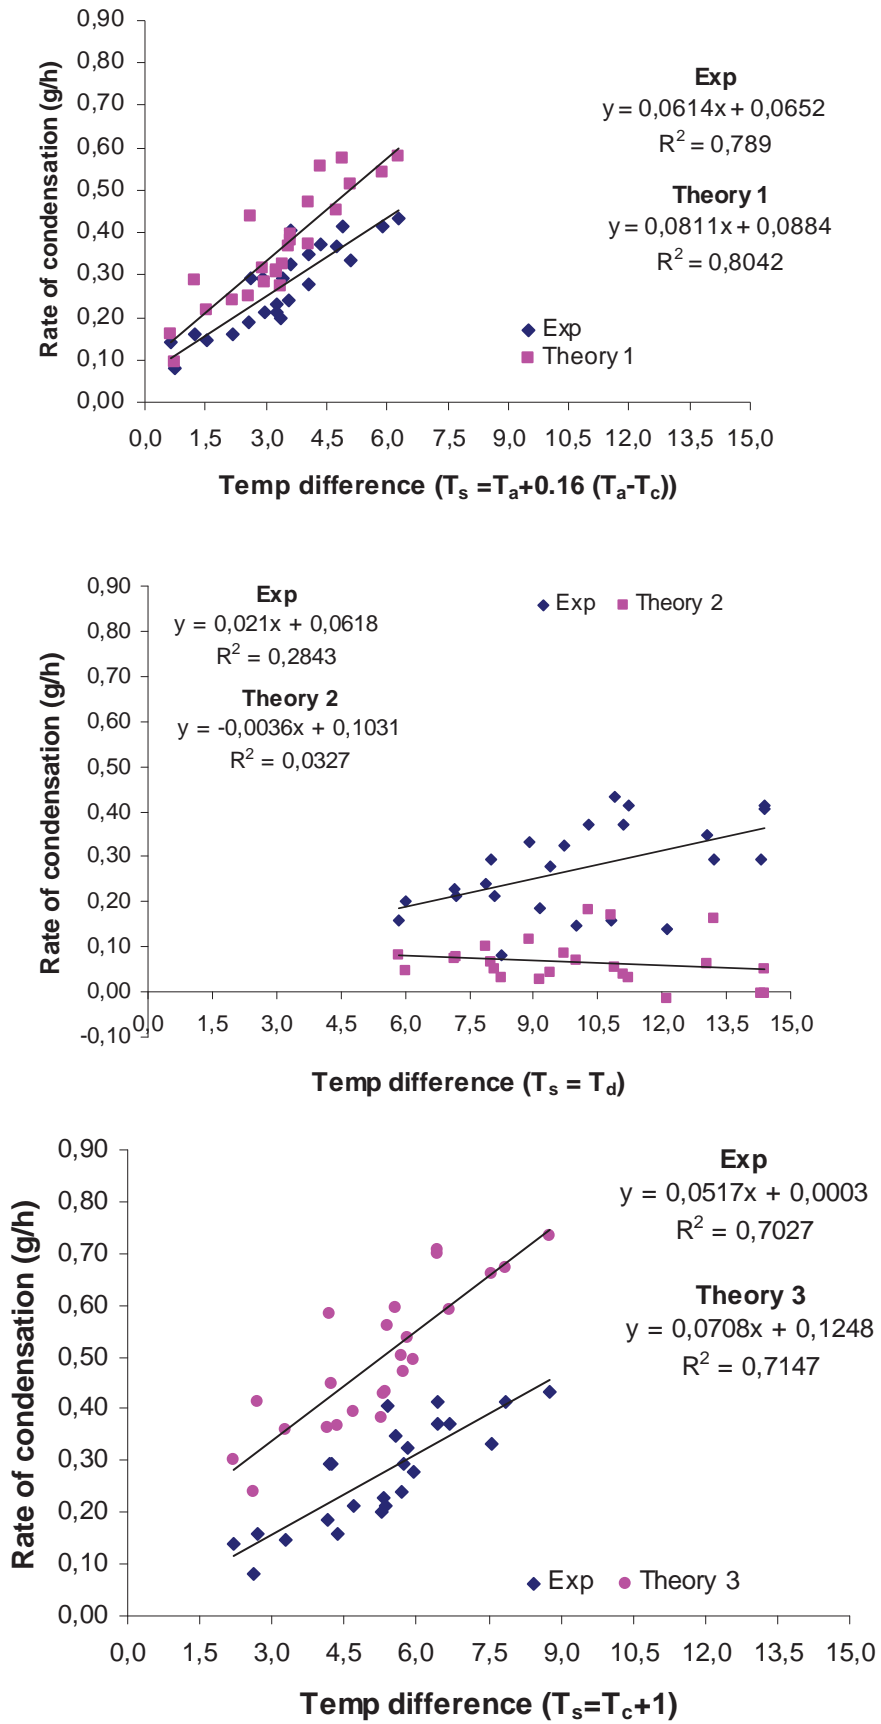 0,90
0,80
0,70
0,60
0,50
0,40
0,30
0,20
0,10
0,00
Rate of condensation (g/h)
Exp
y = 0,0614x + 0,0652
R² = 0,789
Theory 1
y = 0,0811x + 0,0884
R² = 0,8042
Exp
Theory 1
0,0 1,5 3,0 4,5 6,0 7,5 9,0 10,5 12,0 13,5 15,0
Temp difference (Ts =Ta+0.16 (Ta-Tc))
0,90
0,80
0,70
0,60
0,50
0,40
0,30
0,20
0,10
0,00
-0,10
Rate of condensation (g/h)
Exp
y = 0,021x + 0,0618
R² = 0,2843
Theory 2
y = -0,0036x + 0,1031
R² = 0,0327
Exp Theory 2
0,0 1,5 3,0 4,5 6,0 7,5 9,0 10,5 12,0 13,5 15,0
Temp difference (Ts = Td)
0,90
0,80
0,70
0,60
0,50
0,40
0,30
0,20
0,10
0,00
Rate of condensation (g/h)
Exp
y = 0,0517x + 0,0003
R² = 0,7027
Theory 3
y = 0,0708x + 0,1248
R² = 0,7147
Exp Theory 3
0,0 1,5 3,0 4,5 6,0 7,5 9,0 10,5 12,0 13,5 15,0
Temp difference (Ts=Tc+1)